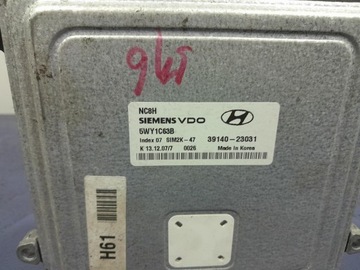 96r
NC8H
SIEMENS VDO
5WY1C63B
Index 07 SIM2K-47 39140-23031
K 13.12.07/7 0026 Made in Korea
H61